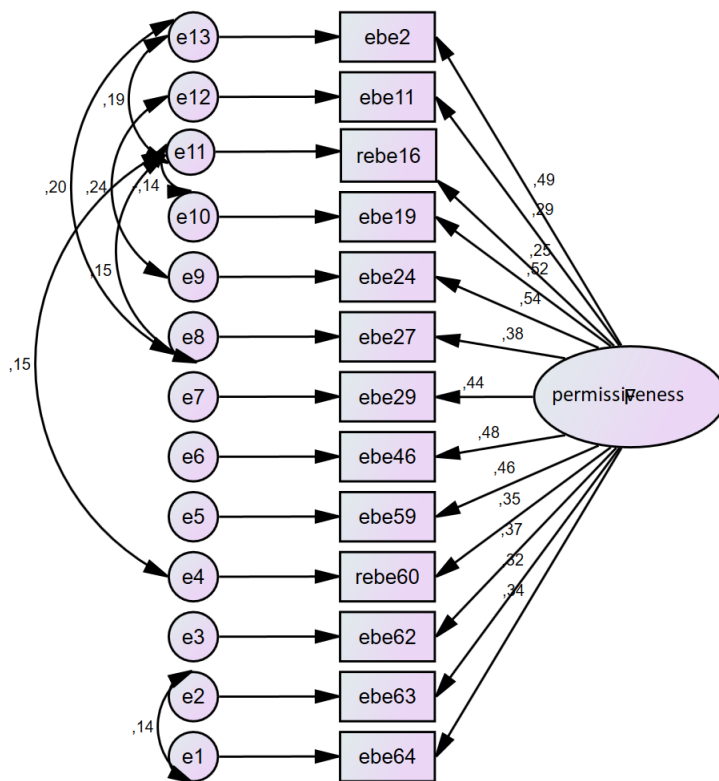 e13 ebe2
e12 ebe11
,19
e11 rebe16
,49
,29
,20 ,24 -,14
e10 ebe19
,25
,52
e9 ebe24
,15
,54
e8 ebe27 ,38
,15
e7 ebe29 ,44 permissiveness
e6 ebe46 ,48
,46
e5 ebe59
,35
,37
e4 rebe60
,32
,34
e3 ebe62
e2 ebe63
,14
e1 ebe64